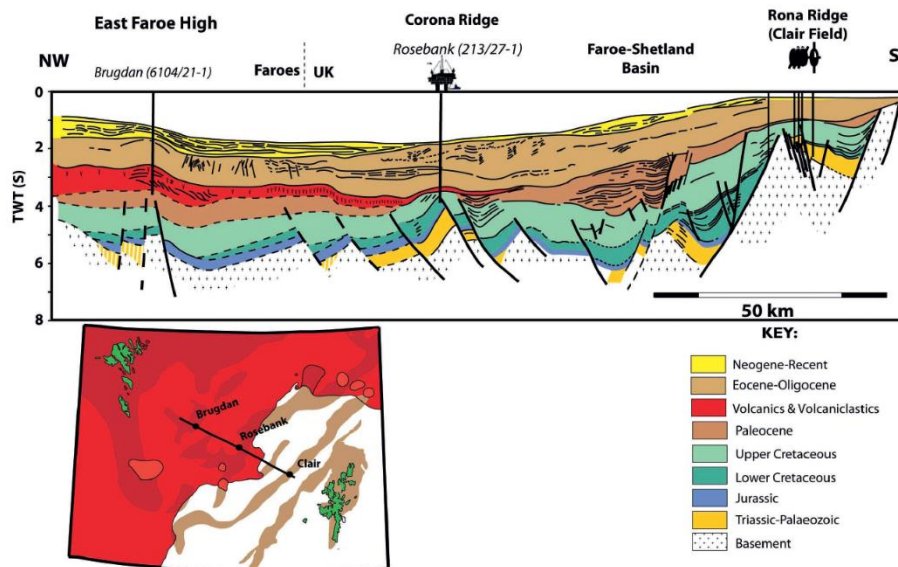 East Faroe High
Corona Ridge
Rona Ridge
(Clair Field)
NW
Brugdan (6104/21-1)
Faroes
UK
Rosebank (213/27-1)
Faroe-Shetland
Basin
S
0
2
4
6
8
TWT (S)
50 km
KEY:
Neogene-Recent
Eocene-Oligocene
Volcanics & Volcaniclastics
Paleocene
Upper Cretaceous
Lower Cretaceous
Jurassic
Triassic-Palaeozoic
Basement
Brugdan
Rosebank
Clair